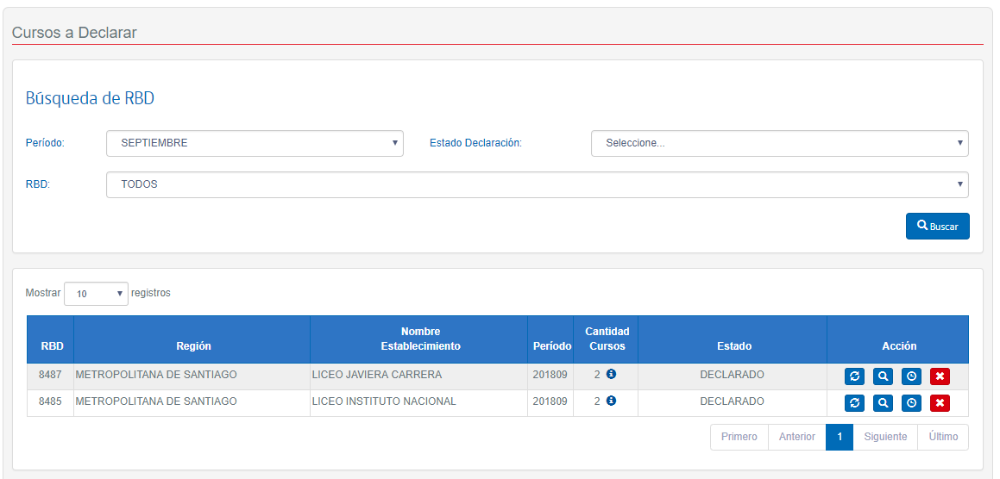 Cursos a Declarar
Búsqueda de RBD
Período: SEPTIEMBRE Estado Declaración: Seleccione...
RBD: TODOS
Buscar
Mostrar 10 registros
RBD Región Nombre Establecimiento Período Cantidad Cursos Estado Acción
8487 METROPOLITANA DE SANTIAGO LICEO JAVIERA CARRERA 201809 2 DECLARADO
8485 METROPOLITANA DE SANTIAGO LICEO INSTITUTO NACIONAL 201809 2 DECLARADO
Primero Anterior 1 Siguiente Último